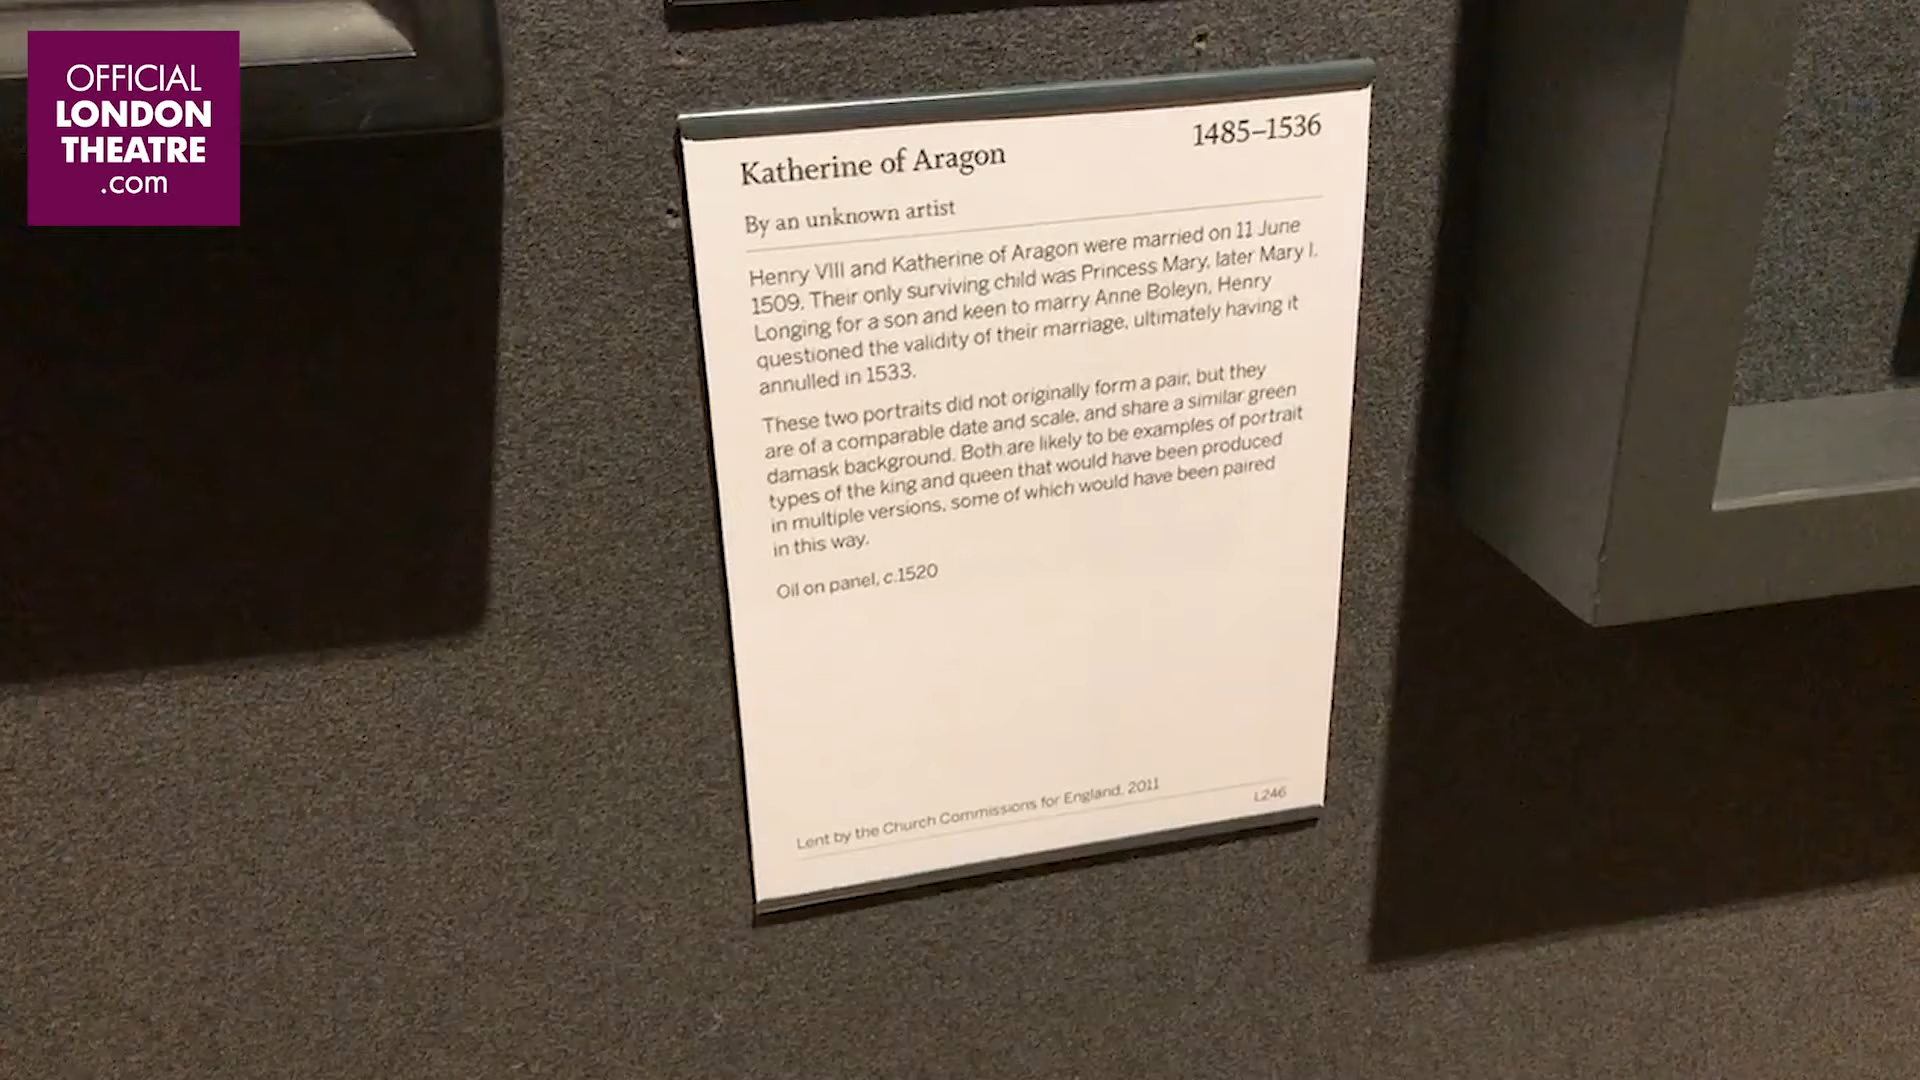 OFFICIAL
LONDON
THEATRE
.com
Katherine of Aragon
1485–1536
By an unknown artist
Henry VIII and Katherine of Aragon were married on 11 June
1509. Their only surviving child was Princess Mary, later Mary I.
Longing for a son and keen to marry Anne Boleyn, Henry
questioned the validity of their marriage, ultimately having it
annulled in 1533.
These two portraits did not originally form a pair, but they
are of a comparable date and scale, and share a similar green
damask background. Both are likely to be examples of portrait
types of the king and queen that would have been produced
in multiple versions, some of which would have been paired
in this way.
Oil on panel, c.1520
Lent by the Church Commissions for England, 2011
L246